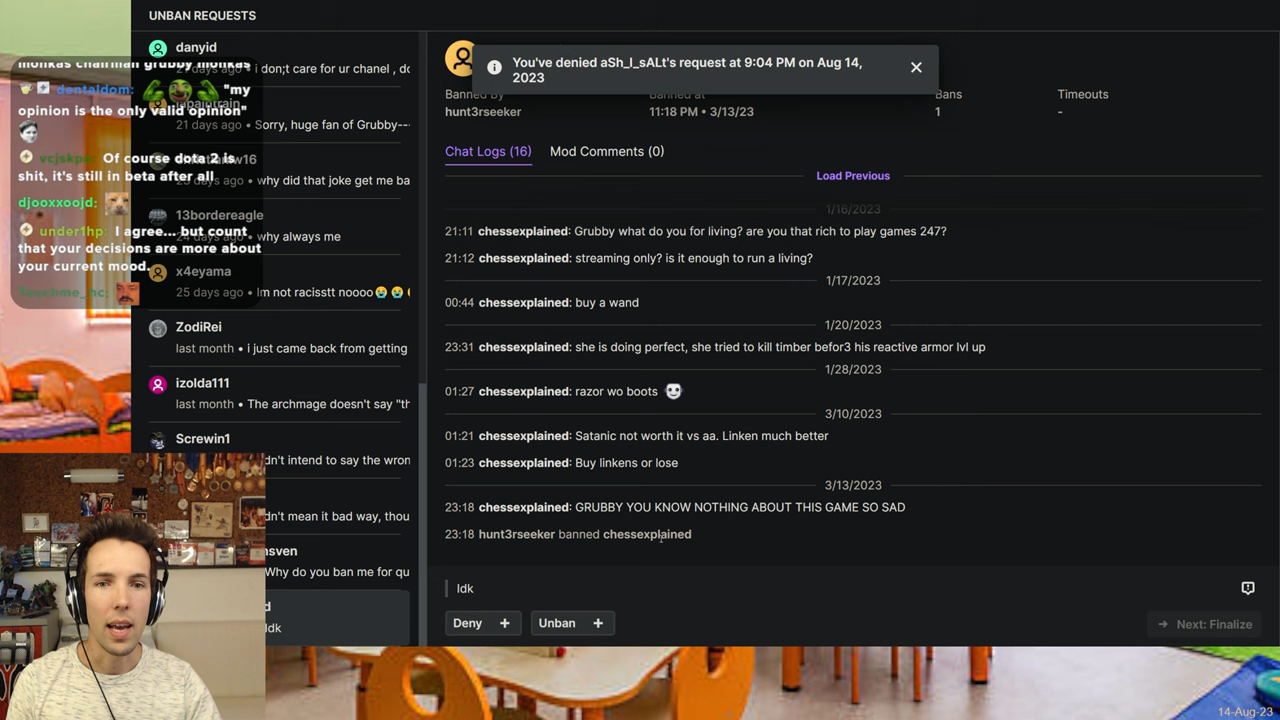 UNBAN REQUESTS
monkas chairman grubby monkas
dentaldom: "my
opinion is the only valid opinion"
vcjskpg: Of course dota 2 is
shit, it's still in beta after all
djooxxoojd:
under1hp: I agree... but count
that your decisions are more about
your current mood.
Touchme_hc:
danyid
days ago • i don;t care for ur chanel , do
21 days ago • Sorry, huge fan of Grubby---
days ago • why did that joke get me ba
13bordereagle
days ago • why always me
x4eyama
25 days ago • Im not racisstt noooo😭😭
ZodiRei
last month • i just came back from getting
izolda111
last month • The archmage doesn't say "th
Screwin1
dn't intend to say the wron
dn't mean it bad way, thou
nsven
Why do you ban me for qu
d
Idk
You've denied aSh_I_sALt's request at 9:04 PM on Aug 14,
2023
Banned By Banned at Bans Timeouts
hunt3rseeker 11:18 PM • 3/13/23 1 -
Chat Logs (16) Mod Comments (0)
Load Previous
1/16/2023
21:11 chessexplained: Grubby what do you for living? are you that rich to play games 247?
21:12 chessexplained: streaming only? is it enough to run a living?
1/17/2023
00:44 chessexplained: buy a wand
1/20/2023
23:31 chessexplained: she is doing perfect, she tried to kill timber befor3 his reactive armor lvl up
1/28/2023
01:27 chessexplained: razor wo boots
3/10/2023
01:21 chessexplained: Satanic not worth it vs aa. Linken much better
01:23 chessexplained: Buy linkens or lose
3/13/2023
23:18 chessexplained: GRUBBY YOU KNOW NOTHING ABOUT THIS GAME SO SAD
23:18 hunt3rseeker banned chessexplained
Idk
Deny + Unban +
→ Next: Finalize
14-Aug-23